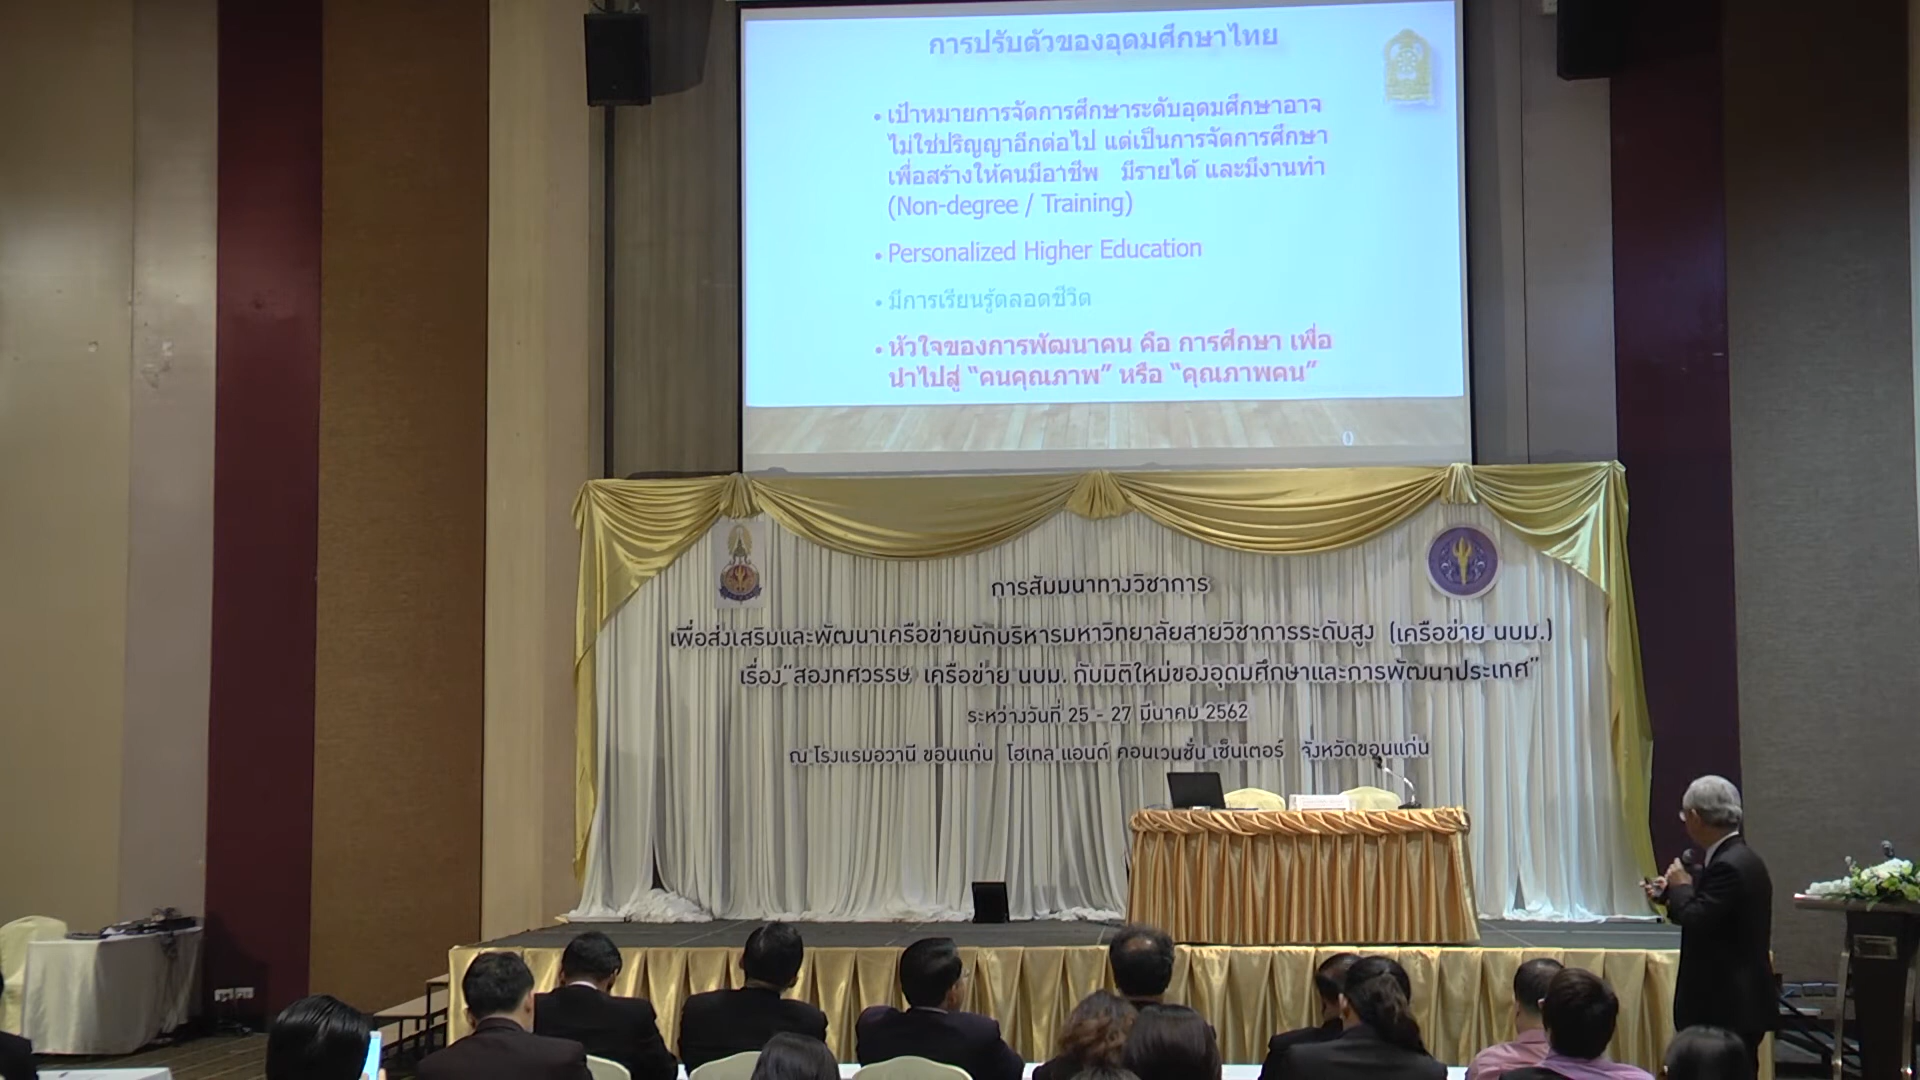 การปรับตัวของอุดมศึกษาไทย
• เป้าหมายการจัดการศึกษาระดับอุดมศึกษาอาจ
ไม่ใช่ปริญญาอีกต่อไป แต่เป็นการจัดการศึกษา
เพื่อสร้างให้คนมีอาชีพ มีรายได้ และมีงานทำ
(Non-degree / Training)
• Personalized Higher Education
• มีการเรียนรู้ตลอดชีวิต
• หัวใจของการพัฒนาคน คือ การศึกษา เพื่อ
นำไปสู่ “คนคุณภาพ” หรือ “คุณภาพคน”
0
การสัมมนาทางวิชาการ
เพื่อส่งเสริมและพัฒนาเครือข่ายนักบริหารมหาวิทยาลัยสายวิชาการระดับสูง (เครือข่าย นบม.)
เรื่อง“สองทศวรรษ เครือข่าย นบม. กับมิติใหม่ของอุดมศึกษาและการพัฒนาประเทศ”
ระหว่างวันที่ 25 - 27 มีนาคม 2562
ณ โรงแรมอวานี ขอนแก่น โฮเทล แอนด์ คอนเวนชั่น เซ็นเตอร์ จังหวัดขอนแก่น